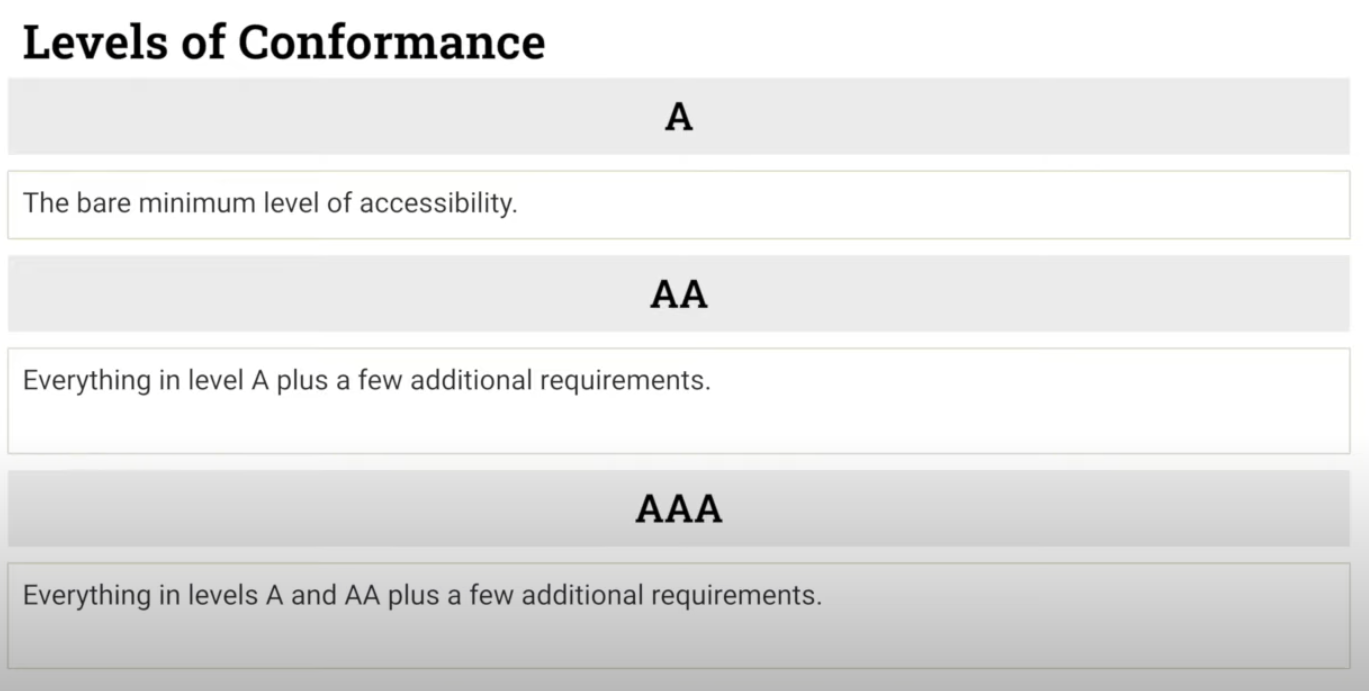 Levels of Conformance
A
The bare minimum level of accessibility.
AA
Everything in level A plus a few additional requirements.
AAA
Everything in levels A and AA plus a few additional requirements.